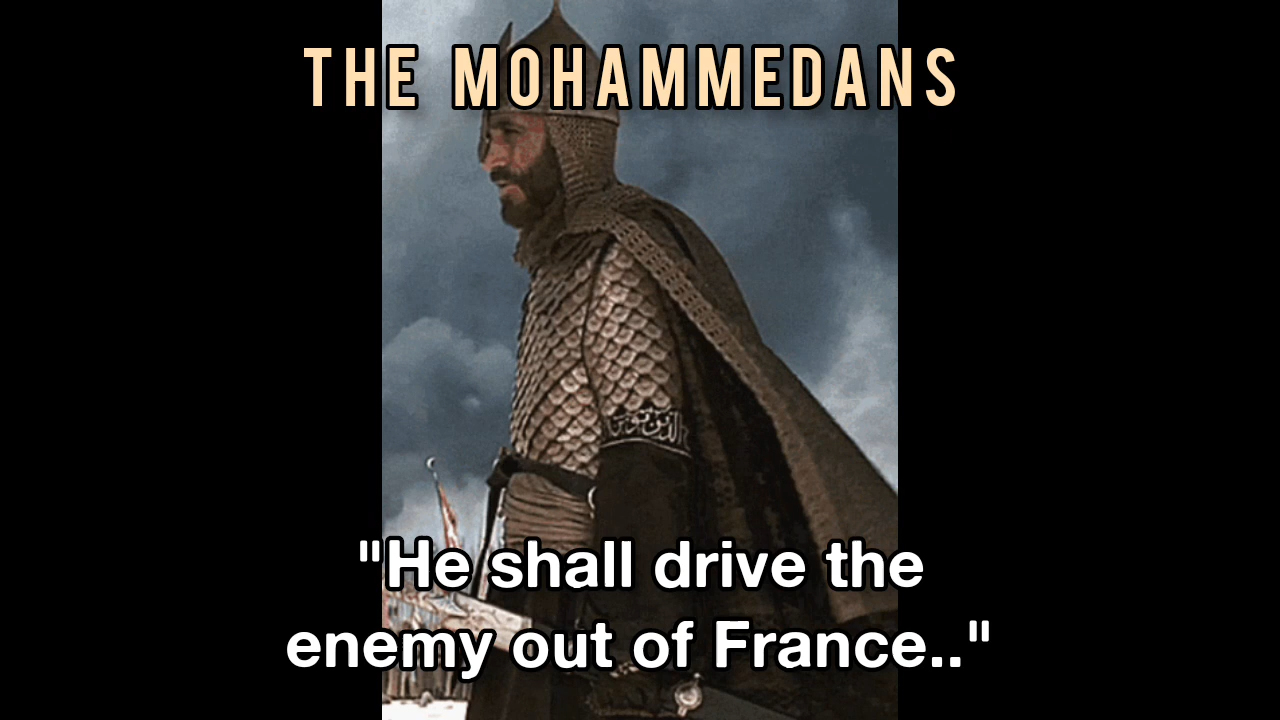 THE MOHAMMEDANS
"He shall drive the
enemy out of France.."